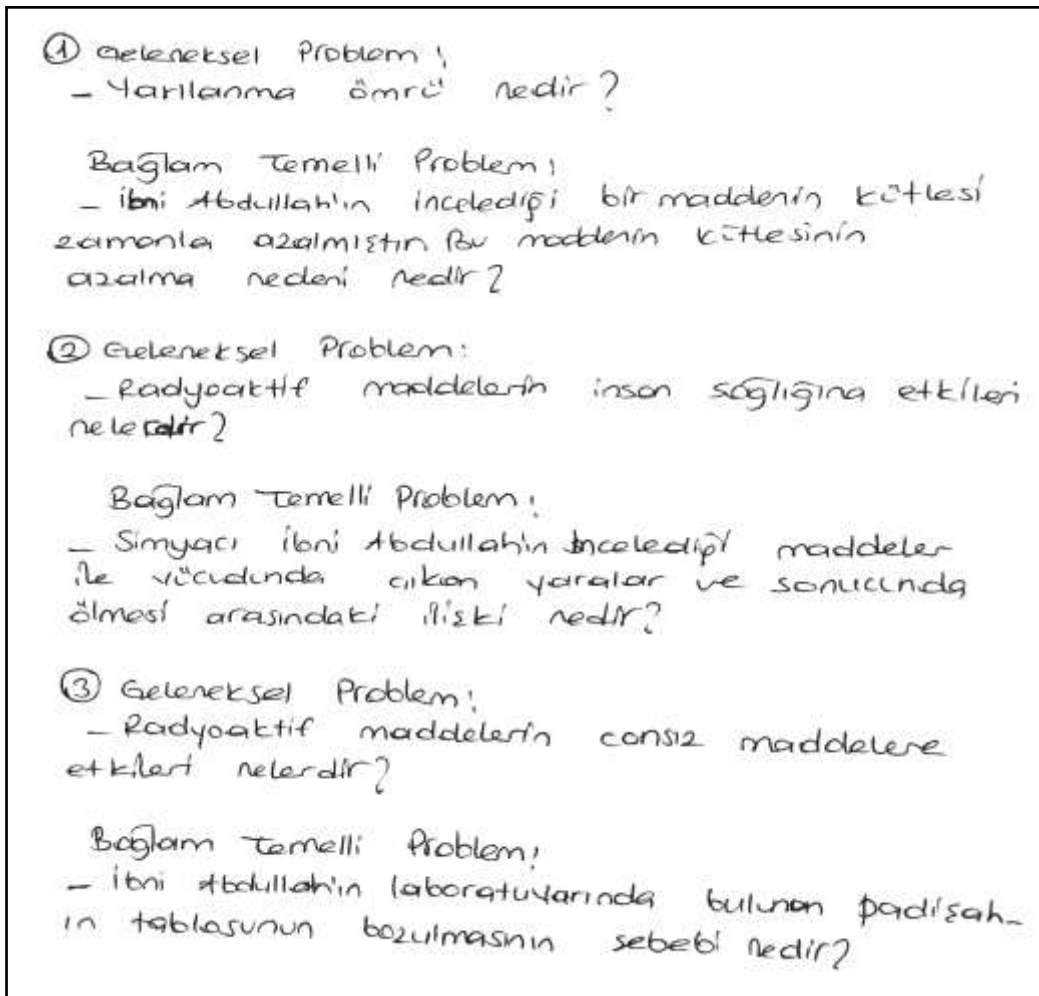 ① Geleneksel Problem:
- Yarılanma ömrü nedir?
Bağlam Temelli Problem:
- İbni Abdullah'ın incelediği bir maddenin kütlesi
zamanla azalmıştır. Bu maddenin kütlesinin
azalma nedeni nedir?
② Geleneksel Problem:
- Radyoaktif maddelerin insan sağlığına etkileri
nelerdir?
Bağlam Temelli Problem:
- Simyacı İbni Abdullah'ın incelediği maddeler
ile vücudunda çıkan yaralar ve sonucunda
ölmesi arasındaki ilişki nedir?
③ Geleneksel Problem:
- Radyoaktif maddelerin cansız maddelere
etkileri nelerdir?
Bağlam Temelli Problem:
- İbni Abdullah'ın laboratuvarında bulunan padişah-
ın tablosunun bozulmasının sebebi nedir?